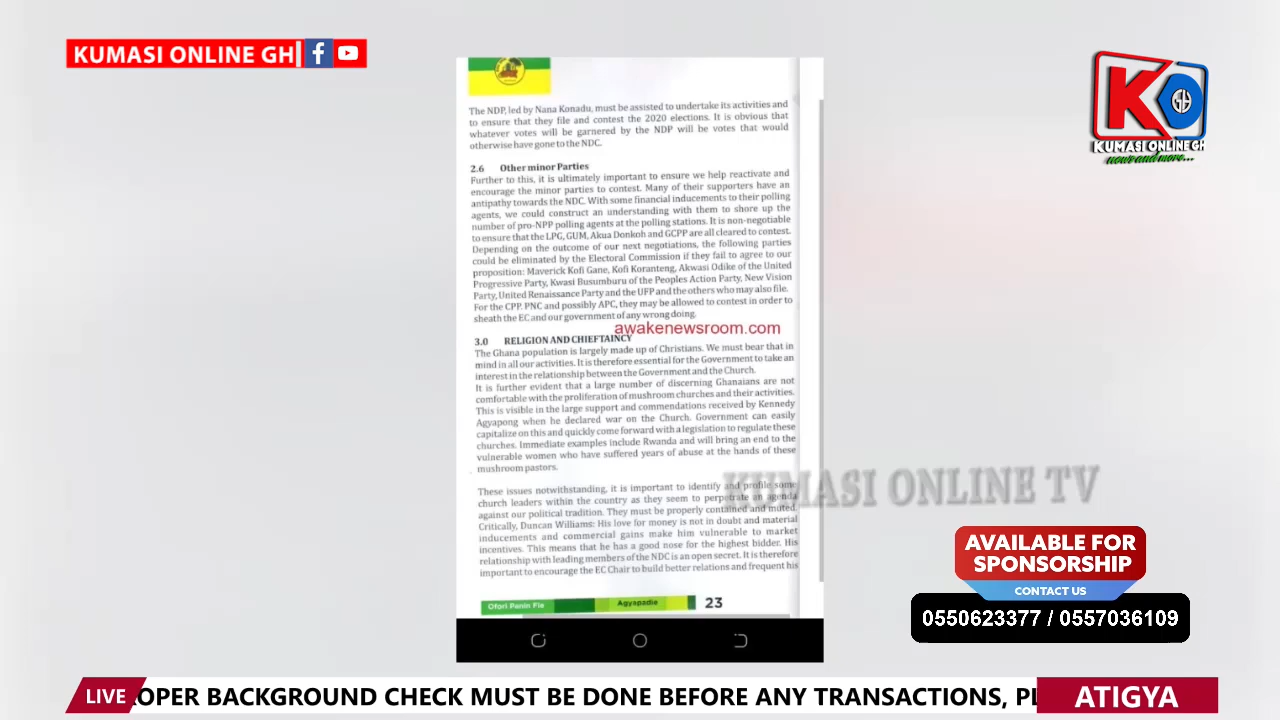 KUMASI ONLINE GH
KO
GH
KUMASI ONLINE GH
news and more...
The NDP, led by Nana Konadu, must be assisted to undertake its activities and
to ensure that they file and contest the 2020 elections. It is obvious that
whatever votes will be garnered by the NDP will be votes that would
otherwise have gone to the NDC.
2.6 Other minor Parties
Further to this, it is ultimately important to ensure we help reactivate and
encourage the minor parties to contest. Many of their supporters have an
antipathy towards the NDC. With some financial inducements to their polling
agents, we could construct an understanding with them to shore up the
number of pro-NPP polling agents at the polling stations. It is non-negotiable
to ensure that the LPG, GUM, Akua Donkoh and GCPP are all cleared to contest.
Depending on the outcome of our next negotiations, the following parties
could be eliminated by the Electoral Commission if they fail to agree to our
proposition: Maverick Kofi Gane, Kofi Koranteng, Akwasi Odike of the United
Progressive Party, Kwasi Busumburu of the Peoples Action Party, New Vision
Party, United Renaissance Party and the UFP and the others who may also file.
For the CPP, PNC and possibly APC, they may be allowed to contest in order to
sheath the EC and our government of any wrong doing.
awakenewsroom.com
3.0 RELIGION AND CHIEFTAINCY
The Ghana population is largely made up of Christians. We must bear that in
mind in all our activities. It is therefore essential for the Government to take an
interest in the relationship between the Government and the Church.
It is further evident that a large number of discerning Ghanaians are not
comfortable with the proliferation of mushroom churches and their activities.
This is visible in the large support and commendations received by Kennedy
Agyapong when he declared war on the Church. Government can easily
capitalize on this and quickly come forward with a legislation to regulate these
churches. Immediate examples include Rwanda and will bring an end to the
vulnerable women who have suffered years of abuse at the hands of these
mushroom pastors.
KUMASI ONLINE TV
These issues notwithstanding, it is important to identify and profile some
church leaders within the country as they seem to perpetrate an agenda
against our political tradition. They must be properly contained and muted.
Critically, Duncan Williams: His love for money is not in doubt and material
inducements and commercial gains make him vulnerable to market
incentives. This means that he has a good nose for the highest bidder. His
relationship with leading members of the NDC is an open secret. It is therefore
important to encourage the EC Chair to build better relations and frequent his
Ofori Panin Fie Agyapadie 23
AVAILABLE FOR
SPONSORSHIP
CONTACT US
0550623377 / 0557036109
LIVE OPER BACKGROUND CHECK MUST BE DONE BEFORE ANY TRANSACTIONS, PL ATIGYA